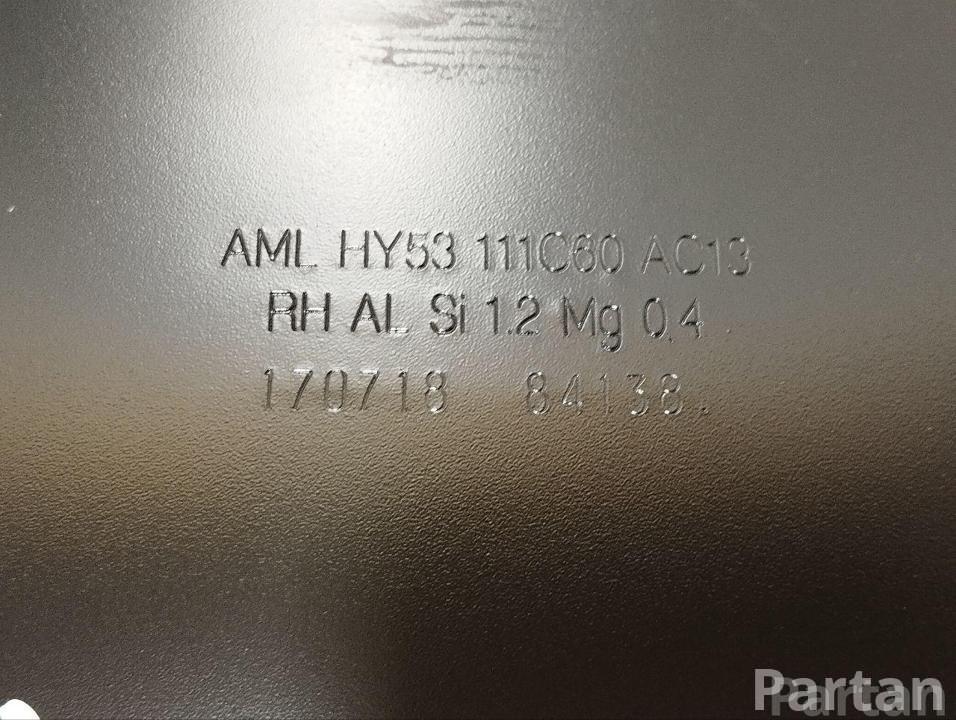 AML HY53 111C60 AC13
RH AL Si 1.2 Mg 0.4
170718 84138.
Partan